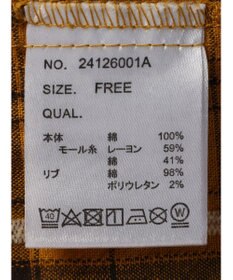 NO. 24126001A
SIZE. FREE
QUAL.
本体 綿 100%
モール糸 レーヨン 59%
綿 41%
リブ 綿 98%
ポリウレタン 2%
40 W